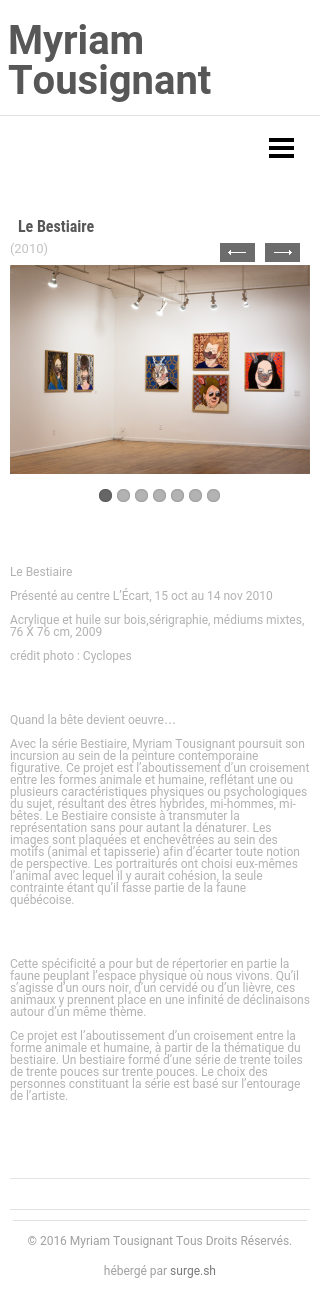 Myriam
Tousignant
Le Bestiaire
(2010)
Le Bestiaire
Présenté au centre L'Écart, 15 oct au 14 nov 2010
Acrylique et huile sur bois,sérigraphie, médiums mixtes,
76 X 76 cm, 2009
crédit photo : Cyclopes
Quand la bête devient oeuvre…
Avec la série Bestiaire, Myriam Tousignant poursuit son
incursion au sein de la peinture contemporaine
figurative. Ce projet est l'aboutissement d'un croisement
entre les formes animale et humaine, reflétant une ou
plusieurs caractéristiques physiques ou psychologiques
du sujet, résultant des êtres hybrides, mi-hommes, mi-
bêtes. Le Bestiaire consiste à transmuter la
représentation sans pour autant la dénaturer. Les
images sont plaquées et enchevêtrées au sein des
motifs (animal et tapisserie) afin d'écarter toute notion
de perspective. Les portraiturés ont choisi eux-mêmes
l'animal avec lequel il y aurait cohésion, la seule
contrainte étant qu'il fasse partie de la faune
québécoise.
Cette spécificité a pour but de répertorier en partie la
faune peuplant l'espace physique où nous vivons. Qu'il
s'agisse d'un ours noir, d'un cervidé ou d'un lièvre, ces
animaux y prennent place en une infinité de déclinaisons
autour d'un même thème.
Ce projet est l'aboutissement d'un croisement entre la
forme animale et humaine, à partir de la thématique du
bestiaire. Un bestiaire formé d'une série de trente toiles
de trente pouces sur trente pouces. Le choix des
personnes constituant la série est basé sur l'entourage
de l'artiste.
© 2016 Myriam Tousignant Tous Droits Réservés.
hébergé par surge.sh